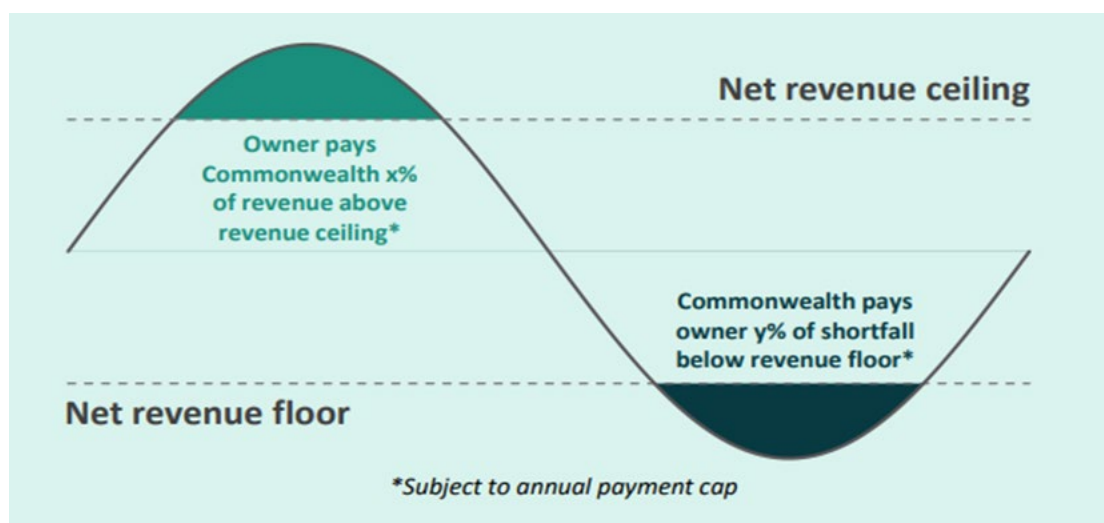 Net revenue ceiling
Owner pays
Commonwealth x%
of revenue above
revenue ceiling*
Commonwealth pays
owner y% of shortfall
below revenue floor*
Net revenue floor
*Subject to annual payment cap